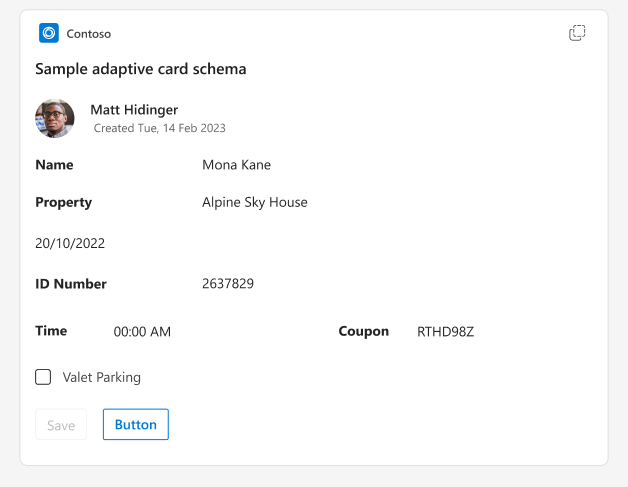 Contoso
Sample adaptive card schema
Matt Hidinger
Created Tue, 14 Feb 2023
Name Mona Kane
Property Alpine Sky House
20/10/2022
ID Number 2637829
Time 00:00 AM Coupon RTHD98Z
Valet Parking
Save Button